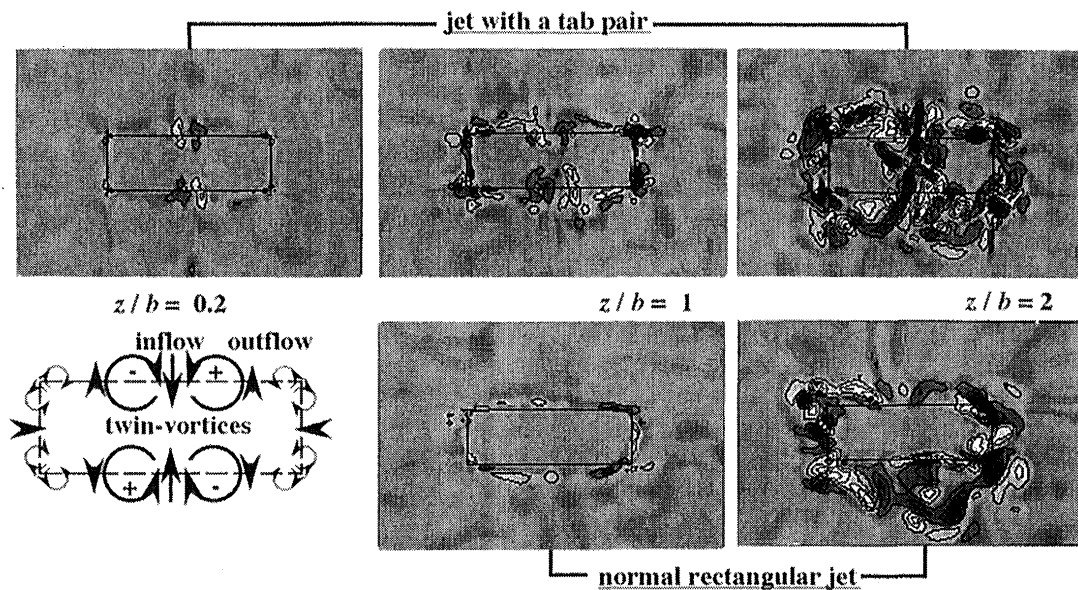 jet with a tab pair
z / b = 0.2
z / b = 1
z / b = 2
inflow outflow
- +
twin-vortices
+ -
normal rectangular jet